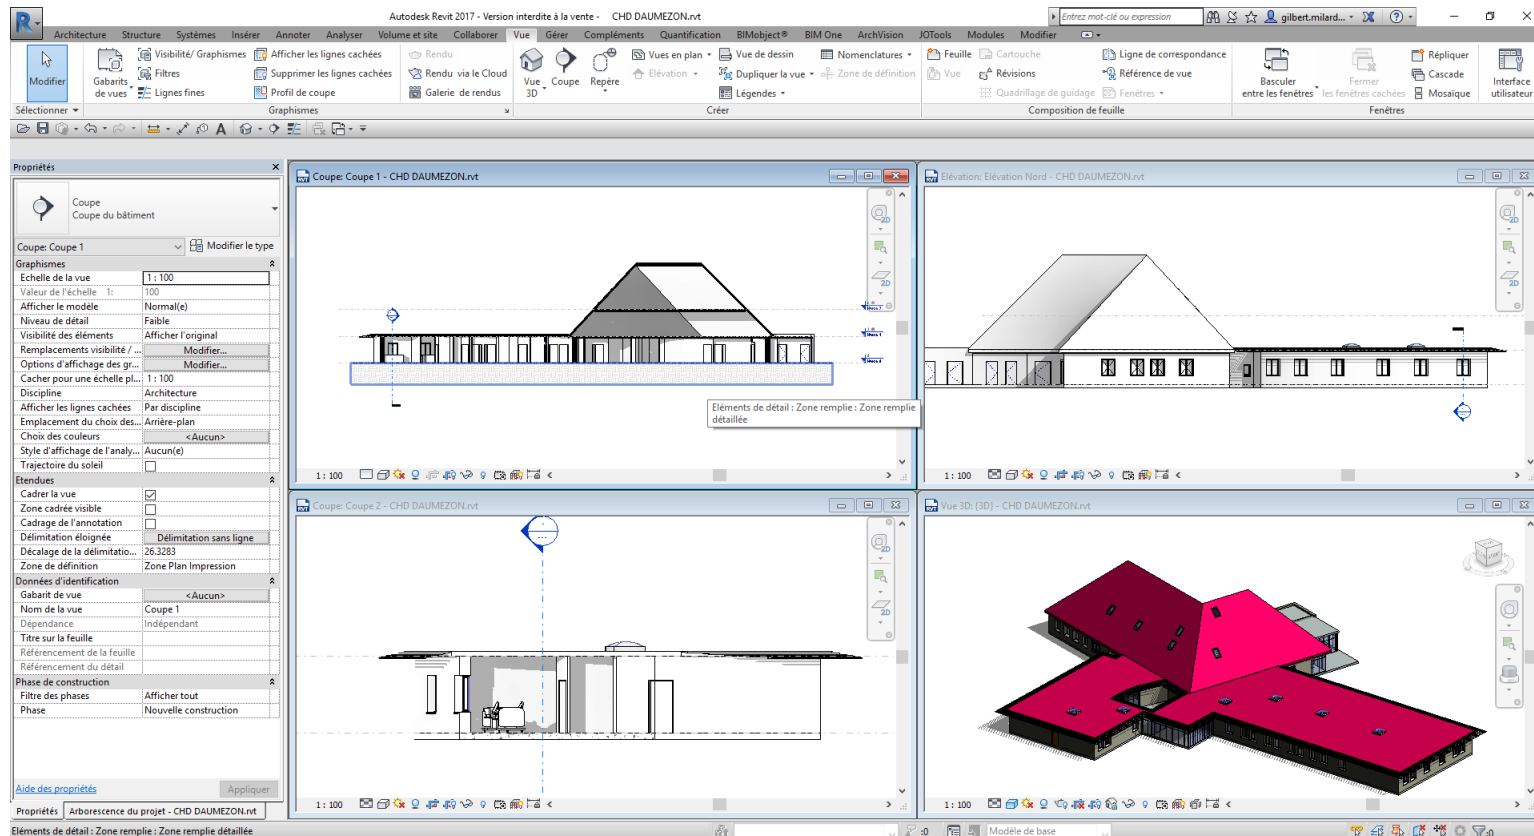 Autodesk Revit 2017 - Version interdite à la vente - CHD DAUMEZON.rvt
Entrez mot-clé ou expression
gilbert.milard...
Architecture Structure Systèmes Insérer Annoter Analyser Volume et site Collaborer Vue Gérer Compléments Quantification BIMobject® BIM One ArchVision JOTools Modules Modifier
Modifier
Gabarits de vues
Visibilité/ Graphismes
Filtres
Lignes fines
Afficher les lignes cachées
Supprimer les lignes cachées
Profil de coupe
Rendu
Rendu via le Cloud
Galerie de rendus
Vue 3D
Coupe
Repère
Vues en plan
Elévation
Vue de dessin
Dupliquer la vue
Légendes
Nomenclatures
Zone de définition
Feuille
Vue
Cartouche
Révisions
Quadrillage de guidage
Ligne de correspondance
Référence de vue
Fenêtres
Basculer entre les fenêtres
Fermer les fenêtres cachées
Répliquer
Cascade
Mosaïque
Interface utilisateur
Sélectionner
Graphismes
Créer
Composition de feuille
Fenêtres
Propriétés
Coupe
Coupe du bâtiment
Coupe: Coupe 1
Modifier le type
Graphismes
Echelle de la vue 1 : 100
Valeur de l'échelle 1: 100
Afficher le modèle Normal(e)
Niveau de détail Faible
Visibilité des éléments Afficher l'original
Remplacements visibilité / ... Modifier...
Options d'affichage des gr... Modifier...
Cacher pour une échelle pl... 1 : 100
Discipline Architecture
Afficher les lignes cachées Par discipline
Emplacement du choix des... Arrière-plan
Choix des couleurs <Aucun>
Style d'affichage de l'analy... Aucun(e)
Trajectoire du soleil
Etendues
Cadrer la vue
Zone cadrée visible
Cadrage de l'annotation
Délimitation éloignée Délimitation sans ligne
Décalage de la délimitatio... 26.3283
Zone de définition Zone Plan Impression
Données d'identification
Gabarit de vue <Aucun>
Nom de la vue Coupe 1
Dépendance Indépendant
Titre sur la feuille
Référencement de la feuille
Référencement du détail
Phase de construction
Filtre des phases Afficher tout
Phase Nouvelle construction
Aide des propriétés
Appliquer
Propriétés
Arborescence du projet - CHD DAUMEZON.rvt
Coupe: Coupe 1 - CHD DAUMEZON.rvt
2D
2D
Eléments de détail : Zone remplie : Zone remplie
détaillée
1 : 100
Elévation: Elévation Nord - CHD DAUMEZON.rvt
2D
2D
1 : 100
Coupe: Coupe 2 - CHD DAUMEZON.rvt
2D
2D
1 : 100
Vue 3D: {3D} - CHD DAUMEZON.rvt
1 : 100
Eléments de détail : Zone remplie : Zone remplie détaillée
:0
Modèle de base
:0